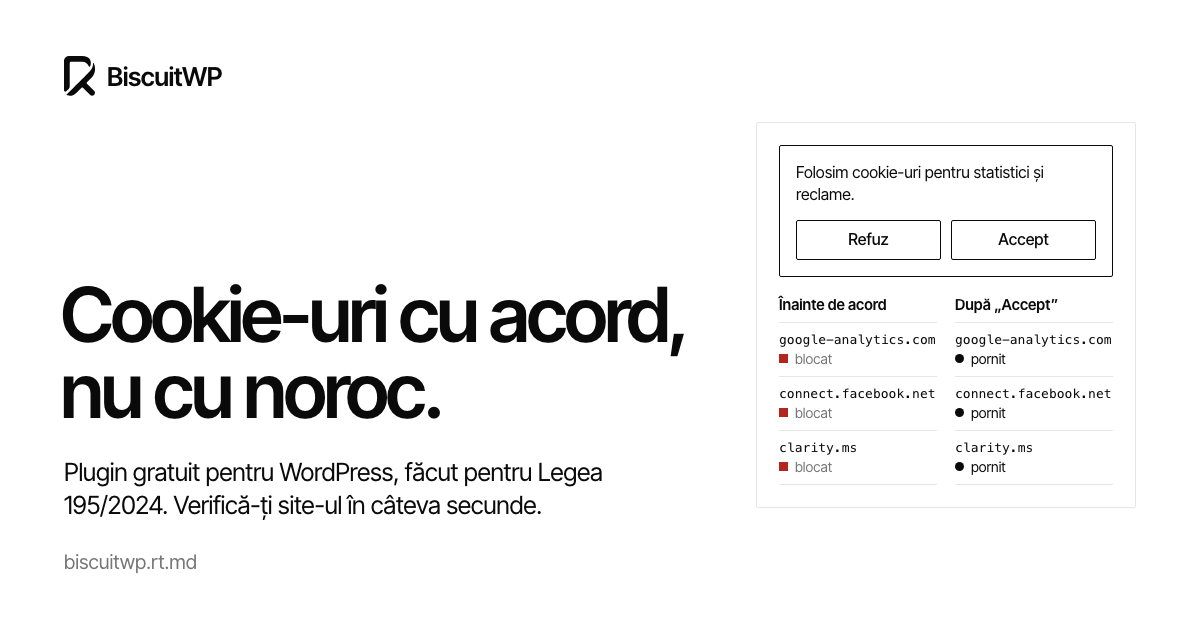 BiscuitWP
Cookie-uri cu acord,
nu cu noroc.
Plugin gratuit pentru WordPress, făcut pentru Legea
195/2024. Verifică-ți site-ul în câteva secunde.
biscuitwp.rt.md
Folosim cookie-uri pentru statistici și
reclame.
Refuz
Accept
Înainte de acord
După „Accept”
google-analytics.com
google-analytics.com
blocat
pornit
connect.facebook.net
connect.facebook.net
blocat
pornit
clarity.ms
clarity.ms
blocat
pornit